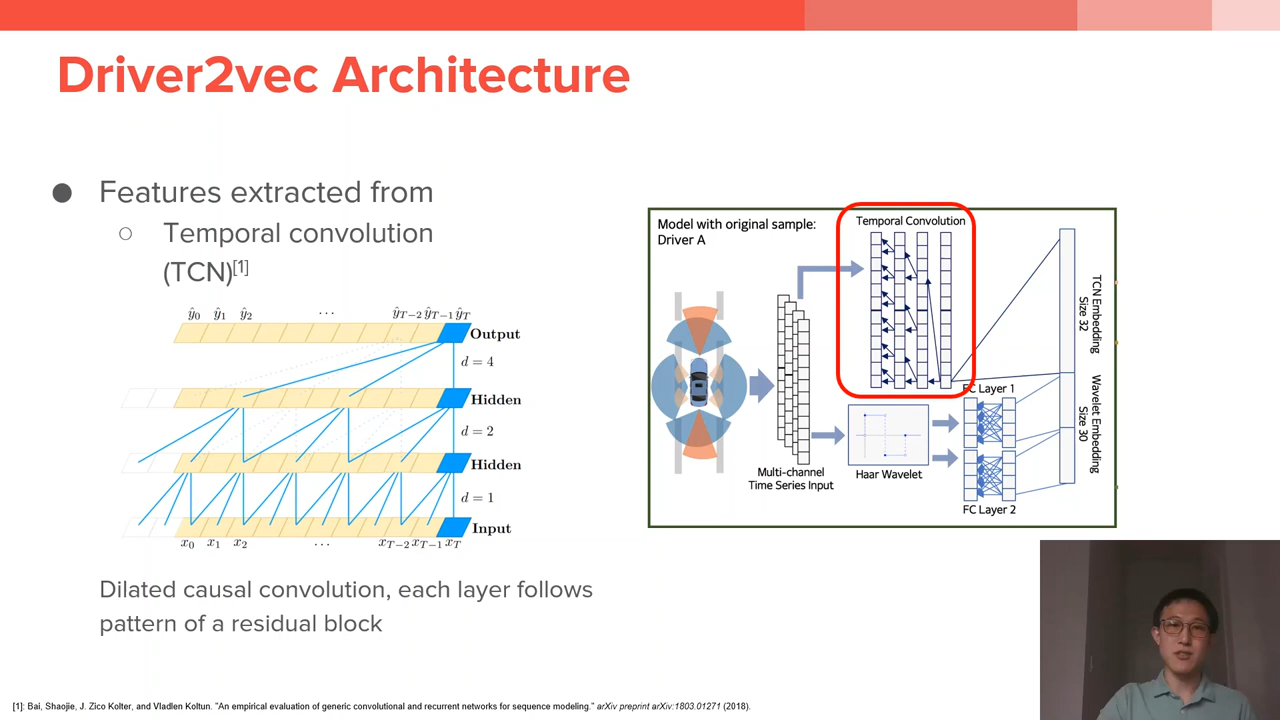 Driver2vec Architecture
● Features extracted from
○ Temporal convolution
(TCN)[1]
ŷ0 ŷ1 ŷ2 ... ŷT−2 ŷT−1 ŷT
Output
d = 4
Hidden
d = 2
Hidden
d = 1
Input
x0 x1 x2 ... xT−2 xT−1 xT
Dilated causal convolution, each layer follows
pattern of a residual block
Model with original sample:
Driver A
Temporal Convolution
Multi-channel
Time Series Input
Haar Wavelet
FC Layer 1
FC Layer 2
TCN Embedding
Size 32
Wavelet Embedding
Size 30
[1]: Bai, Shaojie, J. Zico Kolter, and Vladlen Koltun. "An empirical evaluation of generic convolutional and recurrent networks for sequence modeling." arXiv preprint arXiv:1803.01271 (2018).